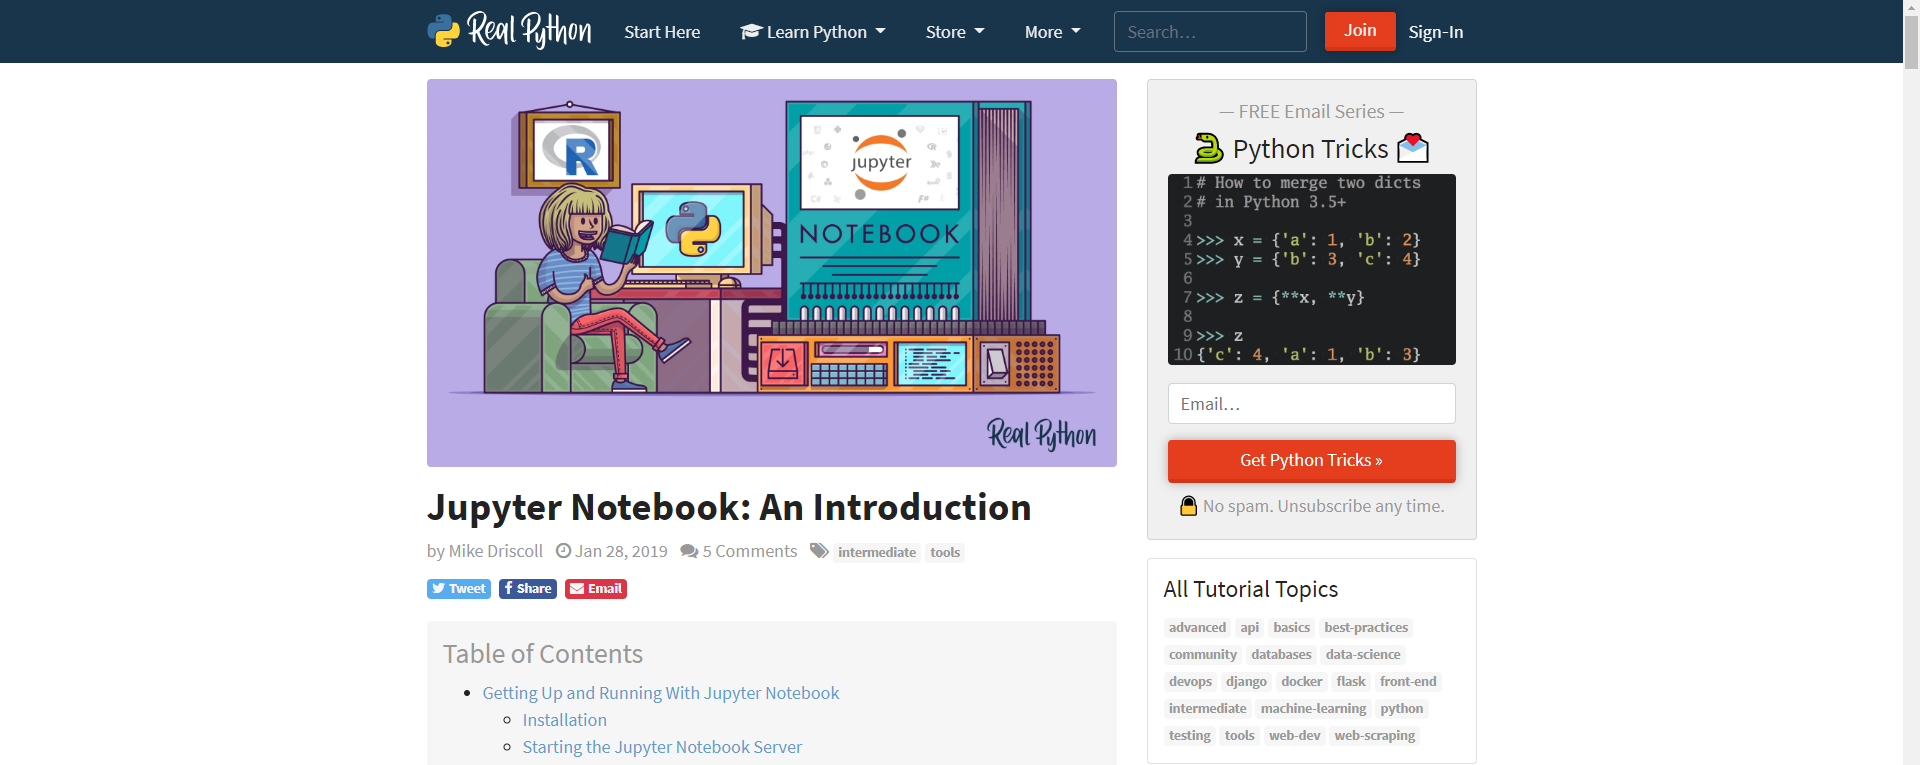 Real Python
Start Here
Learn Python
Store
More
Search...
Join
Sign-In
R
jupyter
NOTEBOOK
Real Python
Jupyter Notebook: An Introduction
by Mike Driscoll Jan 28, 2019 5 Comments intermediate tools
Tweet Share Email
Table of Contents
Getting Up and Running With Jupyter Notebook
Installation
Starting the Jupyter Notebook Server
— FREE Email Series —
Python Tricks
1 # How to merge two dicts
2 # in Python 3.5+
3
4 >>> x = {'a': 1, 'b': 2}
5 >>> y = {'b': 3, 'c': 4}
6
7 >>> z = {**x, **y}
8
9 >>> z
10 {'c': 4, 'a': 1, 'b': 3}
Email...
Get Python Tricks »
No spam. Unsubscribe any time.
All Tutorial Topics
advanced api basics best-practices
community databases data-science
devops django docker flask front-end
intermediate machine-learning python
testing tools web-dev web-scraping